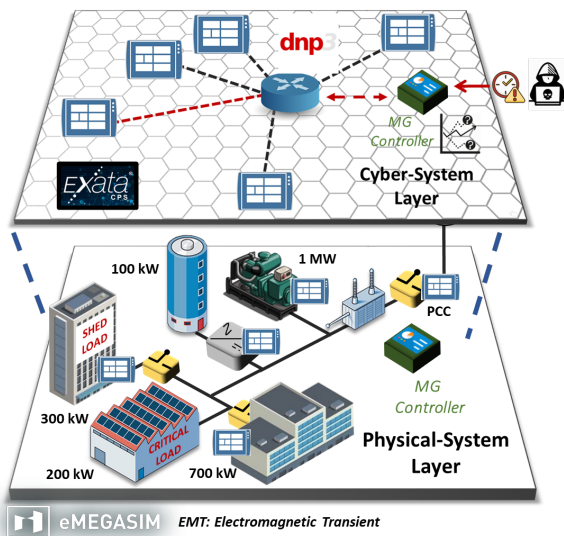 dnp3
MG
Controller
?
?
EXata
CPS
Cyber-System
Layer
100 kW
1 MW
PCC
SHED
LOAD
MG
Controller
300 kW
CRITICAL
LOAD
200 kW
700 kW
Physical-System
Layer
eMEGASIM
EMT: Electromagnetic Transient